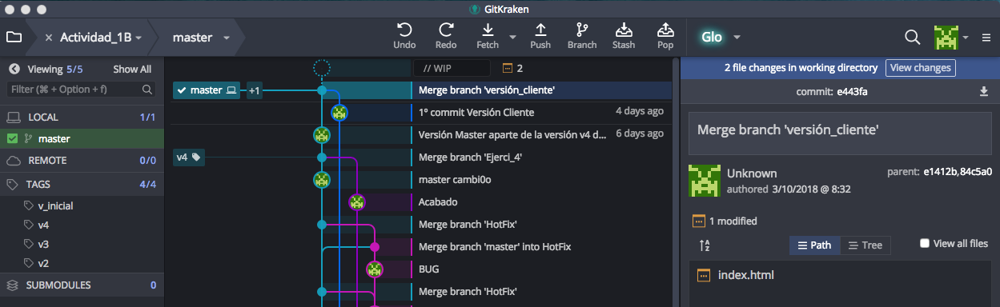 GitKraken
Actividad_1B
master
Undo
Redo
Fetch
Push
Branch
Stash
Pop
Glo
Viewing 5/5 Show All
Filter (⌘ + Option + f)
LOCAL 1/1
master
REMOTE 0/0
TAGS 4/4
v_inicial
v4
v3
v2
SUBMODULES 0
// WIP 2
master +1 Merge branch 'versión_cliente'
1º commit Versión Cliente 4 days ago
Versión Master aparte de la versión v4 d... 6 days ago
v4 Merge branch 'Ejerci_4'
master cambi0o
Acabado
Merge branch 'HotFix'
Merge branch 'master' into HotFix
BUG
Merge branch 'HotFix'
2 file changes in working directory View changes
commit: e443fa
Merge branch 'versión_cliente'
Unknown
authored 3/10/2018 @ 8:32
parent: e1412b,84c5a0
1 modified
A Z
Path Tree
View all files
index.html